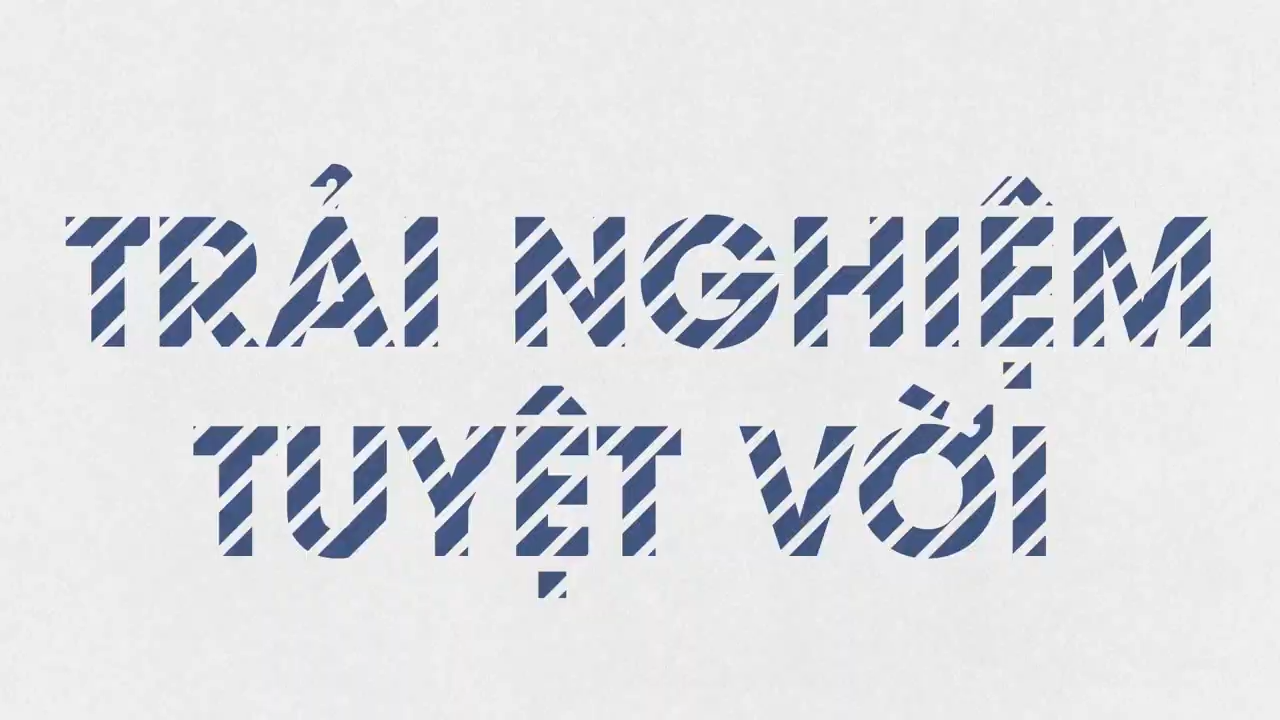 TRẢI NGHIỆM
TUYỆT VỜI